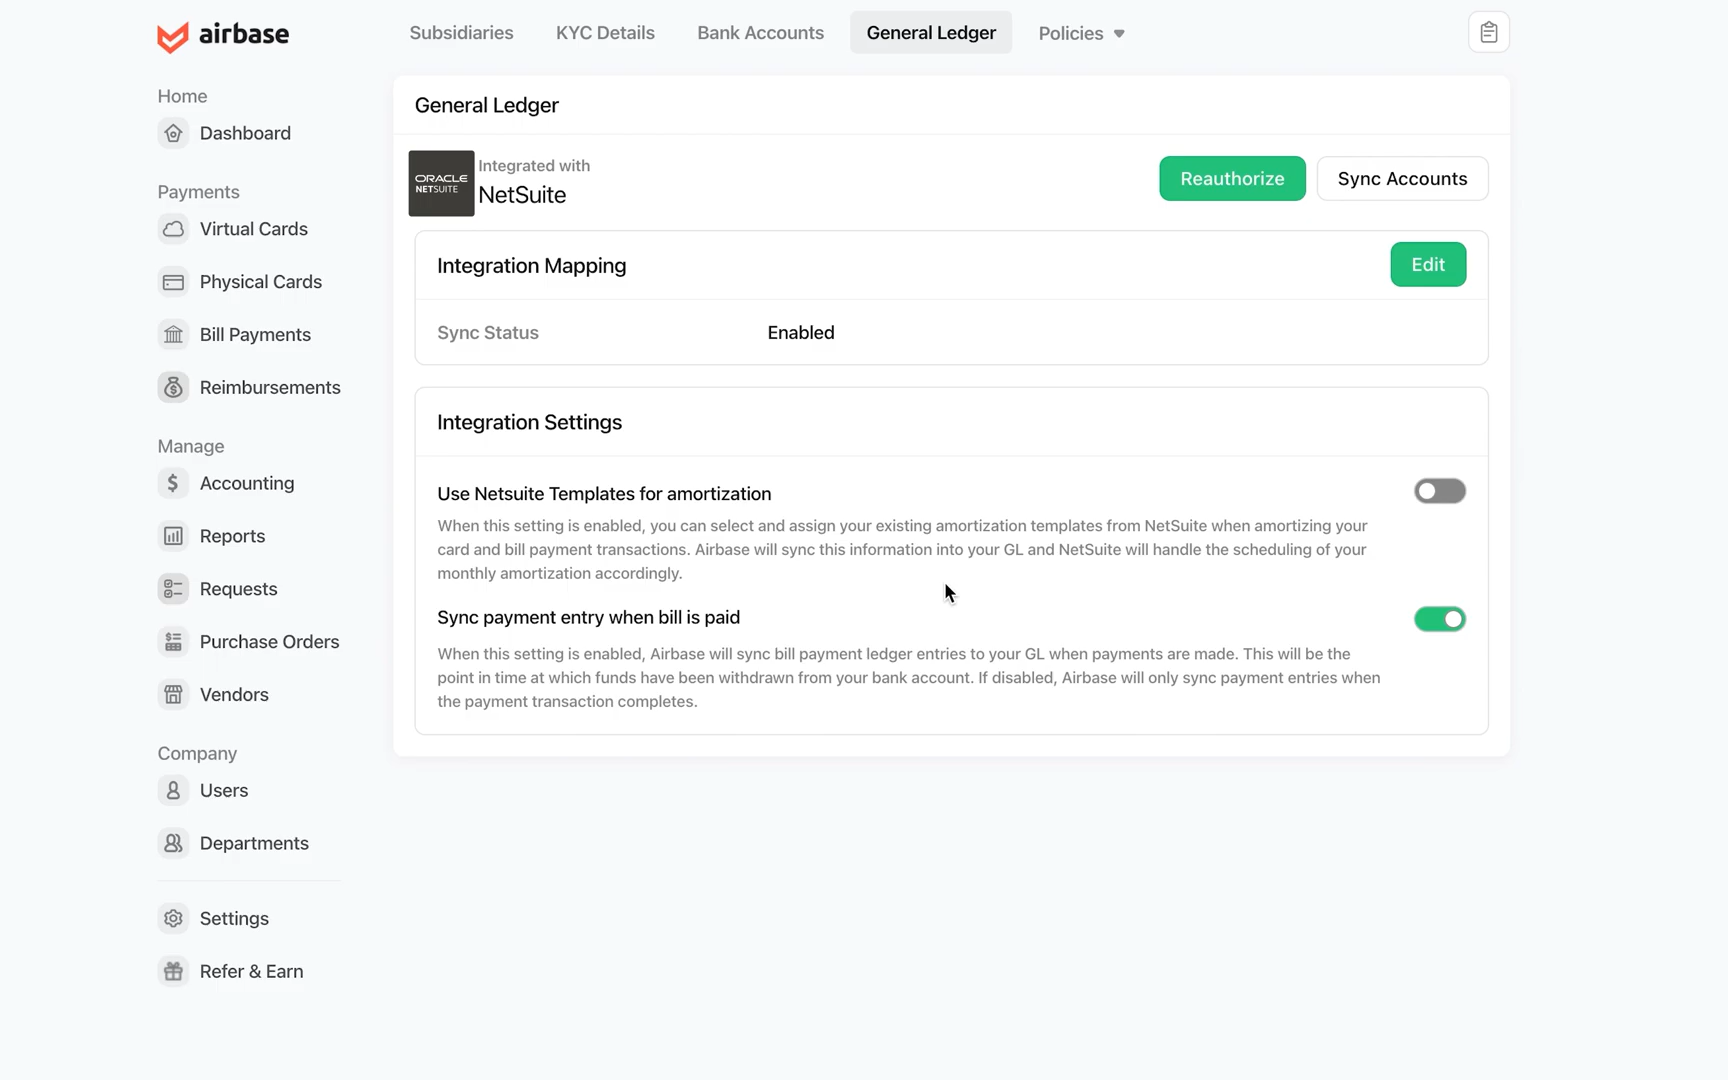 airbase
Subsidiaries
KYC Details
Bank Accounts
General Ledger
Policies
Home
Dashboard
Payments
Virtual Cards
Physical Cards
Bill Payments
Reimbursements
Manage
Accounting
Reports
Requests
Purchase Orders
Vendors
Company
Users
Departments
Settings
Refer & Earn
General Ledger
ORACLE
NETSUITE
Integrated with
NetSuite
Reauthorize
Sync Accounts
Integration Mapping
Edit
Sync Status
Enabled
Integration Settings
Use Netsuite Templates for amortization
When this setting is enabled, you can select and assign your existing amortization templates from NetSuite when amortizing your
card and bill payment transactions. Airbase will sync this information into your GL and NetSuite will handle the scheduling of your
monthly amortization accordingly.
Sync payment entry when bill is paid
When this setting is enabled, Airbase will sync bill payment ledger entries to your GL when payments are made. This will be the
point in time at which funds have been withdrawn from your bank account. If disabled, Airbase will only sync payment entries when
the payment transaction completes.